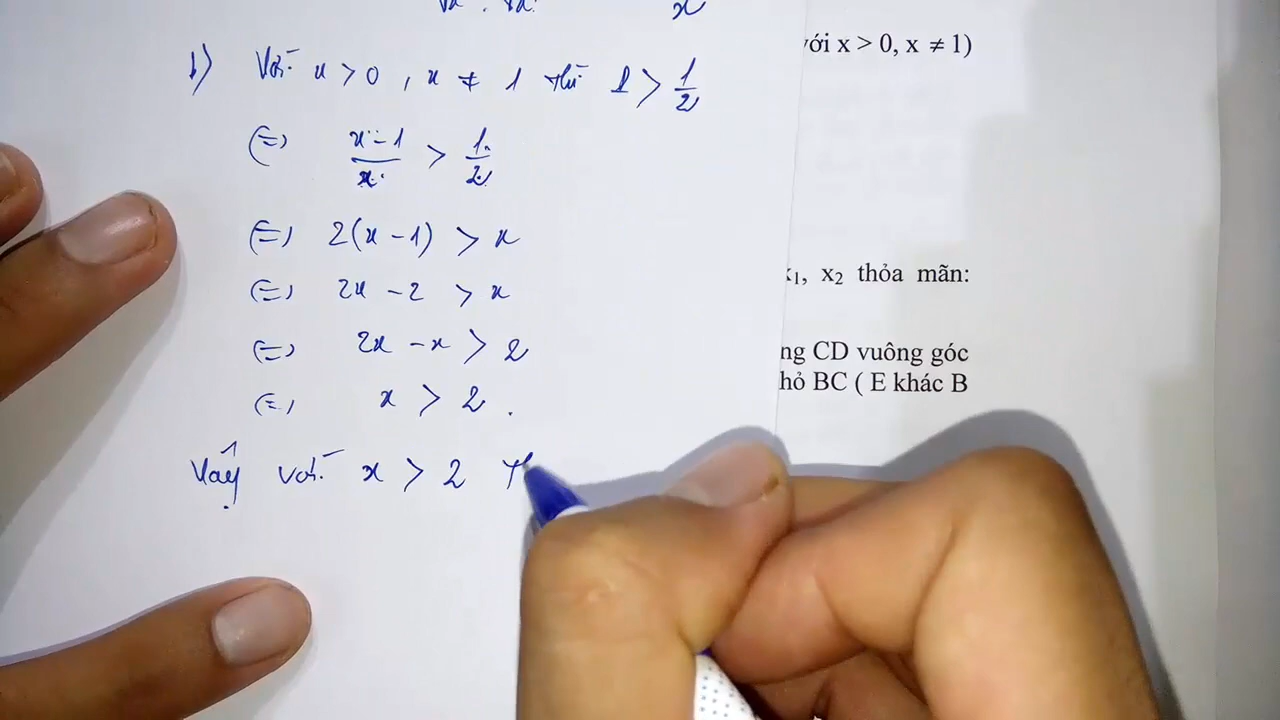 x
b) Với x > 0, x ≠ 1 thì P > 1/2
(=) x - 1 / x > 1/2
(=) 2(x - 1) > x
(=) 2x - 2 > x
(=) 2x - x > 2
(=) x > 2.
Vậy với x > 2 th
với x > 0, x ≠ 1)
x₁, x₂ thỏa mãn:
ng CD vuông góc
hỏ BC ( E khác B